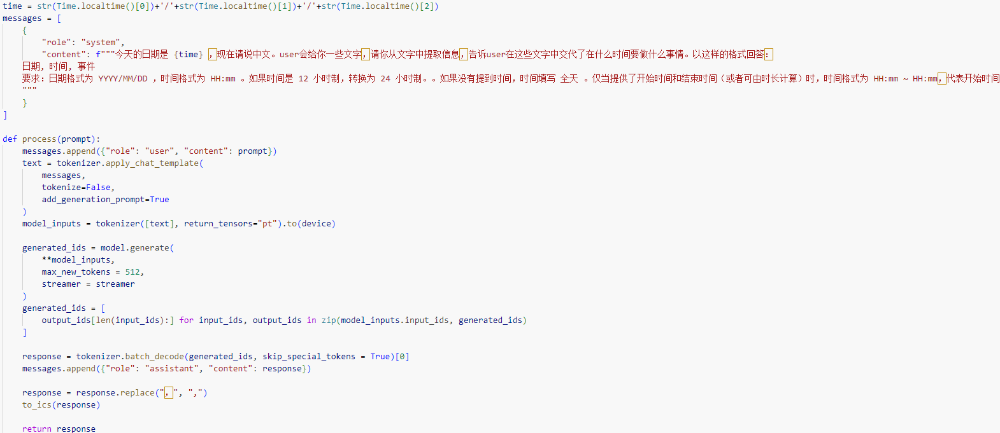 time = str(Time.localtime()[0])+'/'+str(Time.localtime()[1])+'/'+str(Time.localtime()[2])
messages = [
    {
        "role": "system",
        "content": f"""今天的日期是 {time} ，现在请说中文。user会给你一些文字，请你从文字中提取信息，告诉user在这些文字中交代了在什么时间要做什么事情。以这样的格式回答：
    日期, 时间, 事件
    要求：日期格式为 YYYY/MM/DD ，时间格式为 HH:mm 。如果时间是 12 小时制，转换为 24 小时制。。如果没有提到时间，时间填写 全天 。仅当提供了开始时间和结束时间（或者可由时长计算）时，时间格式为 HH:mm ~ HH:mm，代表开始时间
    """
    }
]

def process(prompt):
    messages.append({"role": "user", "content": prompt})
    text = tokenizer.apply_chat_template(
        messages,
        tokenize=False,
        add_generation_prompt=True
    )
    model_inputs = tokenizer([text], return_tensors="pt").to(device)

    generated_ids = model.generate(
        **model_inputs,
        max_new_tokens = 512,
        streamer = streamer
    )
    generated_ids = [
        output_ids[len(input_ids):] for input_ids, output_ids in zip(model_inputs.input_ids, generated_ids)
    ]

    response = tokenizer.batch_decode(generated_ids, skip_special_tokens = True)[0]
    messages.append({"role": "assistant", "content": response})

    response = response.replace("，", ",")
    to_ics(response)

    return response